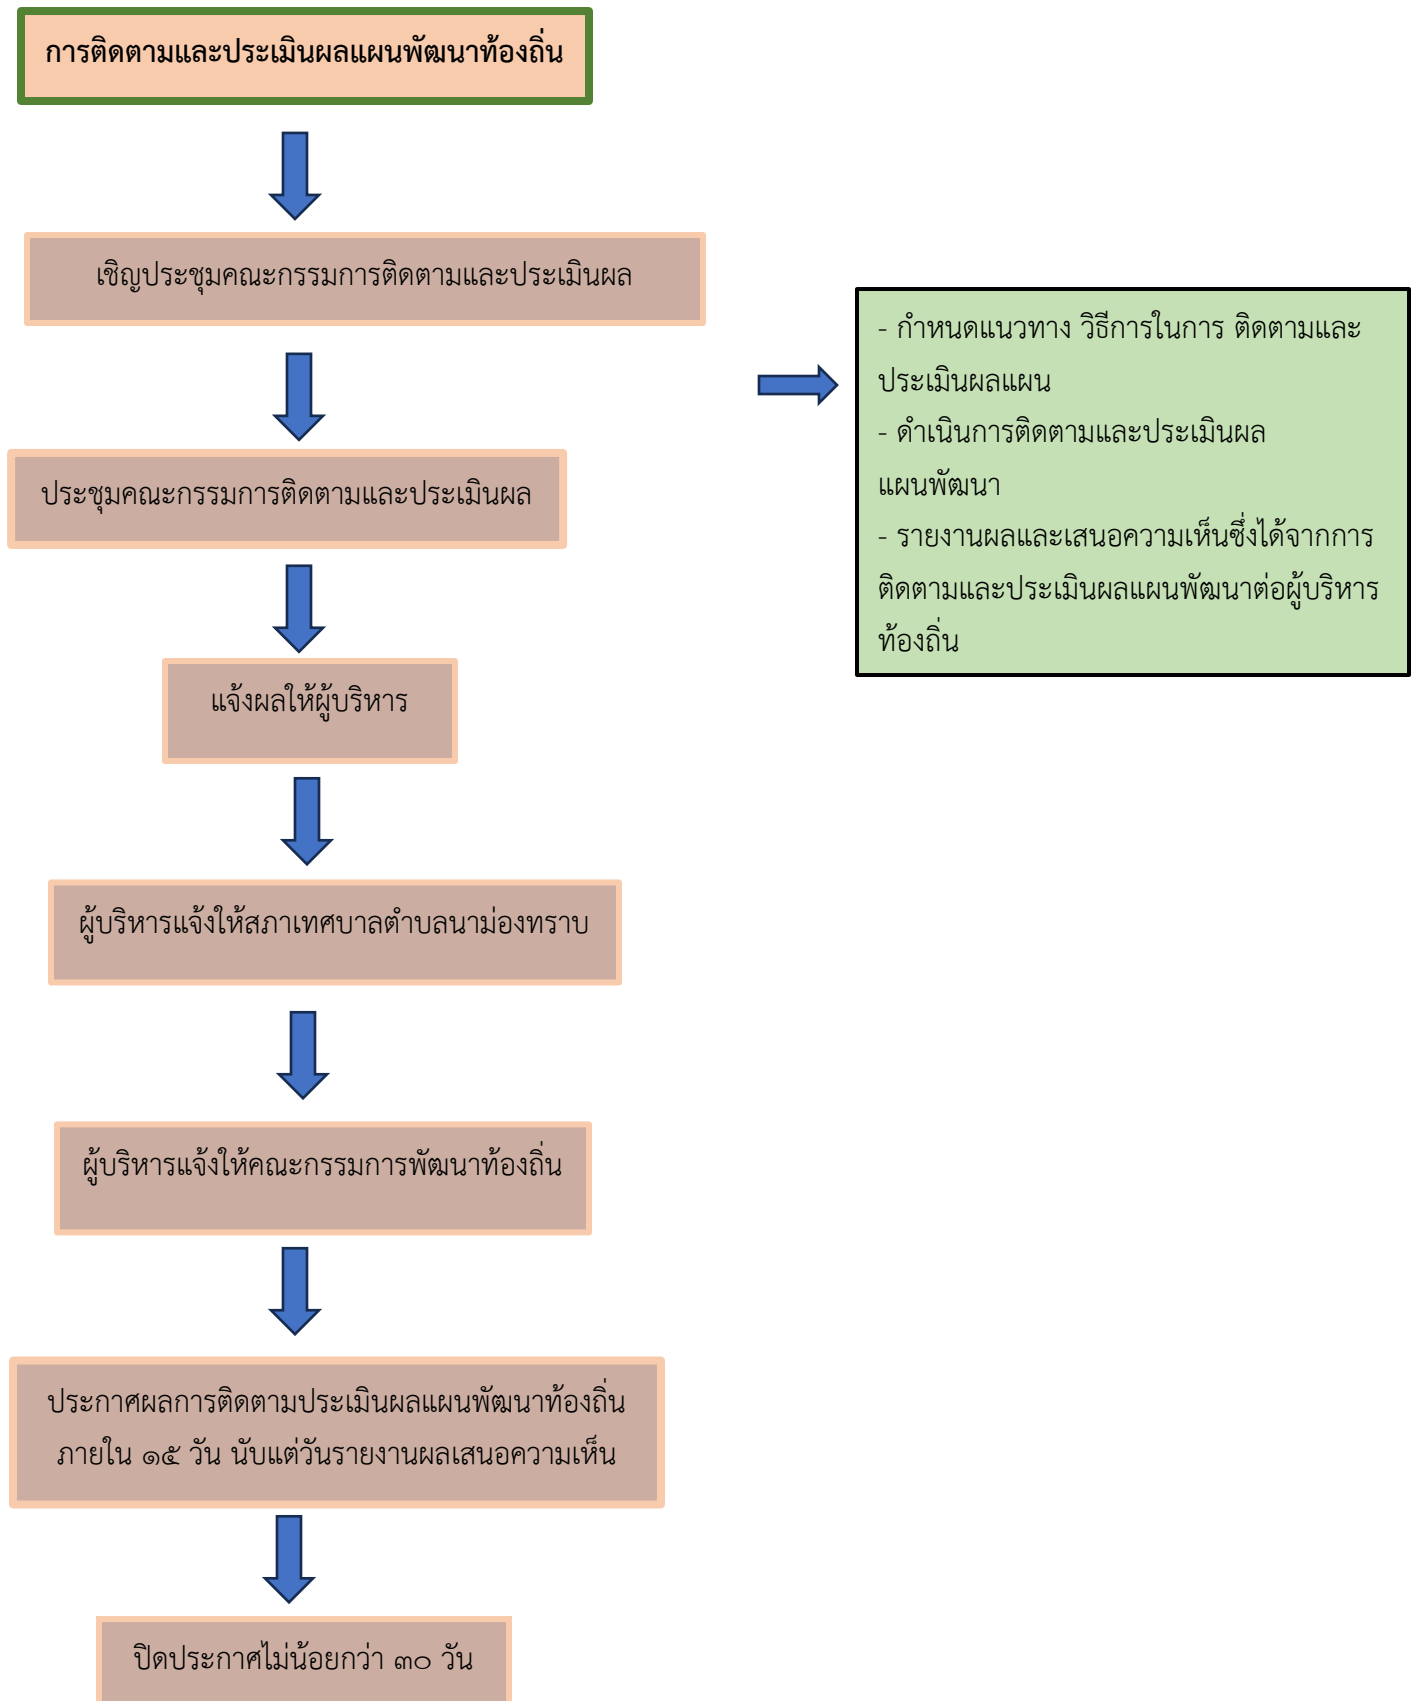 การติดตามและประเมินผลแผนพัฒนาท้องถิ่น
เชิญประชุมคณะกรรมการติดตามและประเมินผล
- กำหนดแนวทาง วิธีการในการ ติดตามและ
ประเมินผลแผน
- ดำเนินการติดตามและประเมินผล
แผนพัฒนา
- รายงานผลและเสนอความเห็นซึ่งได้จากการ
ติดตามและประเมินผลแผนพัฒนาต่อผู้บริหาร
ท้องถิ่น
ประชุมคณะกรรมการติดตามและประเมินผล
แจ้งผลให้ผู้บริหาร
ผู้บริหารแจ้งให้สภาเทศบาลตำบลนาม่องทราบ
ผู้บริหารแจ้งให้คณะกรรมการพัฒนาท้องถิ่น
ประกาศผลการติดตามประเมินผลแผนพัฒนาท้องถิ่น
ภายใน ๑๕ วัน นับแต่วันรายงานผลเสนอความเห็น
ปิดประกาศไม่น้อยกว่า ๓๐ วัน